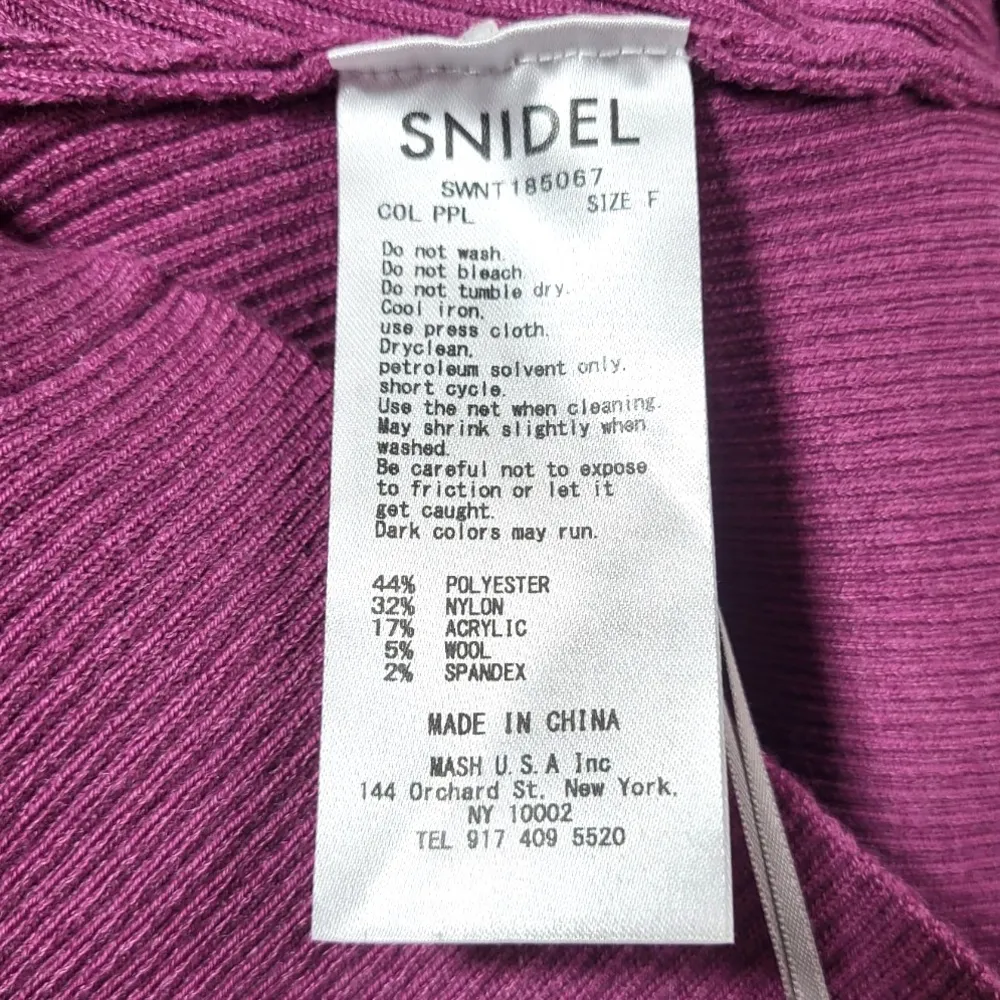 SNIDEL
SWNT185067
COL PPL SIZE F
Do not wash.
Do not bleach
Do not tumble dry.
Cool iron.
use press cloth.
Dryclean.
petroleum solvent only.
short cycle.
Use the net when cleaning.
May shrink slightly when
washed.
Be careful not to expose
to friction or let it
get caught.
Dark colors may run.
44% POLYESTER
32% NYLON
17% ACRYLIC
5% WOOL
2% SPANDEX
MADE IN CHINA
MASH U.S.A Inc
144 Orchard St. New York.
NY 10002
TEL 917 409 5520